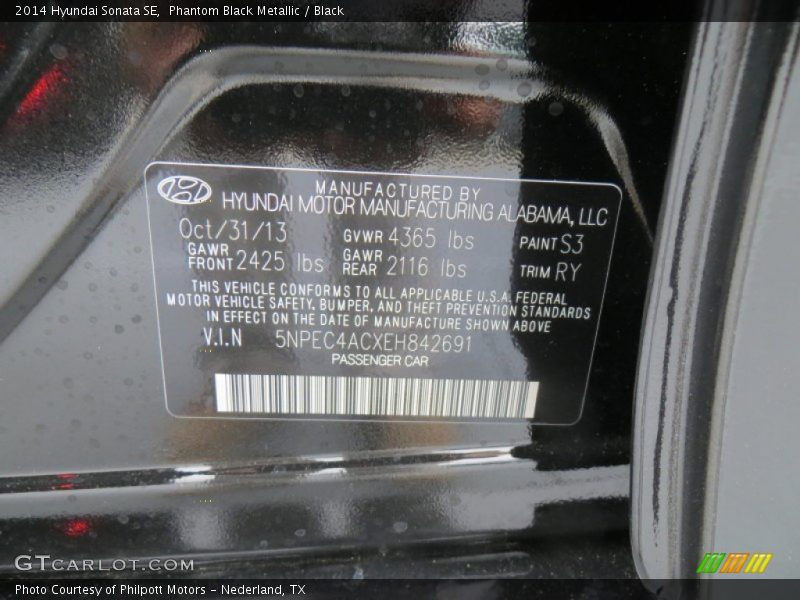 2014 Hyundai Sonata SE,  Phantom Black Metallic / Black
MANUFACTURED BY
HYUNDAI MOTOR MANUFACTURING ALABAMA, LLC
Oct/31/13 GVWR 4365 lbs PAINT S3
GAWR FRONT 2425 lbs GAWR REAR 2116 lbs TRIM RY
THIS VEHICLE CONFORMS TO ALL APPLICABLE U.S.A. FEDERAL
MOTOR VEHICLE SAFETY, BUMPER, AND THEFT PREVENTION STANDARDS
IN EFFECT ON THE DATE OF MANUFACTURE SHOWN ABOVE
V.I.N 5NPEC4ACXEH842691
PASSENGER CAR
GTCARLOT.COM
Photo Courtesy of Philpott Motors - Nederland, TX